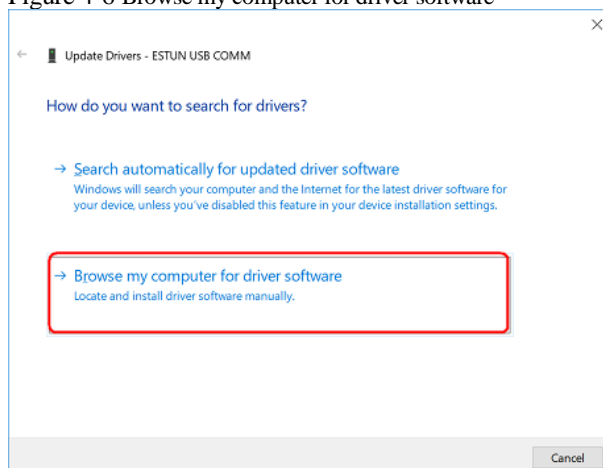 Figure 4-8 Browse my computer for driver software
Update Drivers - ESTUN USB COMM
How do you want to search for drivers?
→ Search automatically for updated driver software
Windows will search your computer and the Internet for the latest driver software for
your device, unless you've disabled this feature in your device installation settings.
→ Browse my computer for driver software
Locate and install driver software manually.
Cancel